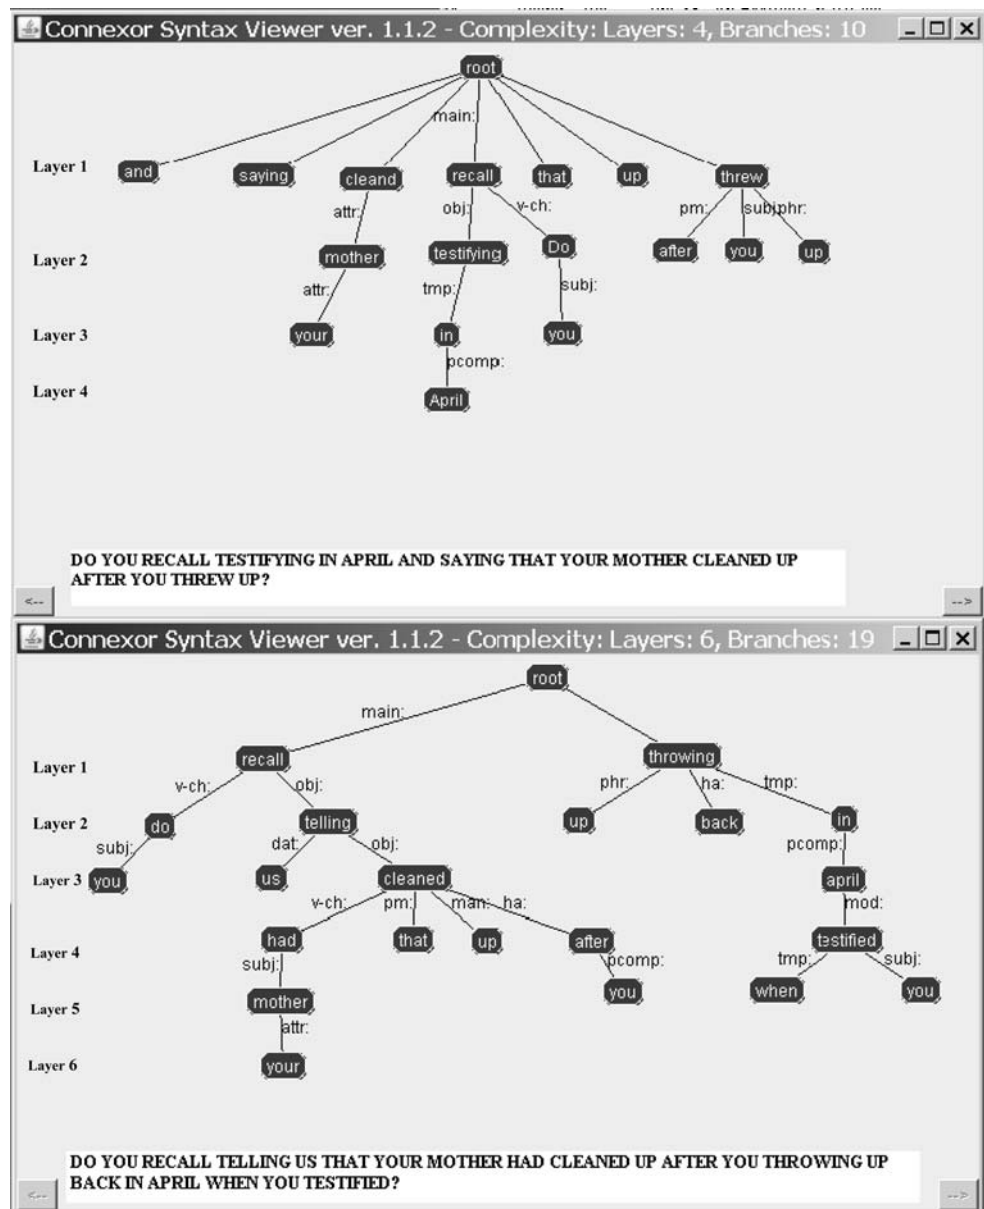 Connexor Syntax Viewer ver. 1.1.2 - Complexity: Layers: 4, Branches: 10
root
main:
Layer 1 and saying cleand recall that up threw
attr: obj: v-ch: pm: subj: phr:
Layer 2 mother testifying Do after you up
attr: tmp: subj:
Layer 3 your in you
pcomp:
Layer 4 April
DO YOU RECALL TESTIFYING IN APRIL AND SAYING THAT YOUR MOTHER CLEANED UP
AFTER YOU THREW UP?
<-- -->
Connexor Syntax Viewer ver. 1.1.2 - Complexity: Layers: 6, Branches: 19
root
main:
Layer 1 recall throwing
v-ch: obj: phr: ha: tmp:
Layer 2 do telling up back in
subj: dat: obj: pcomp:
Layer 3 you us cleaned april
v-ch: pm: man: ha: mod:
Layer 4 had that up after testified
subj: pcomp: tmp: subj:
Layer 5 mother you when you
attr:
Layer 6 your
DO YOU RECALL TELLING US THAT YOUR MOTHER HAD CLEANED UP AFTER YOU THROWING UP
BACK IN APRIL WHEN YOU TESTIFIED?
<-- -->